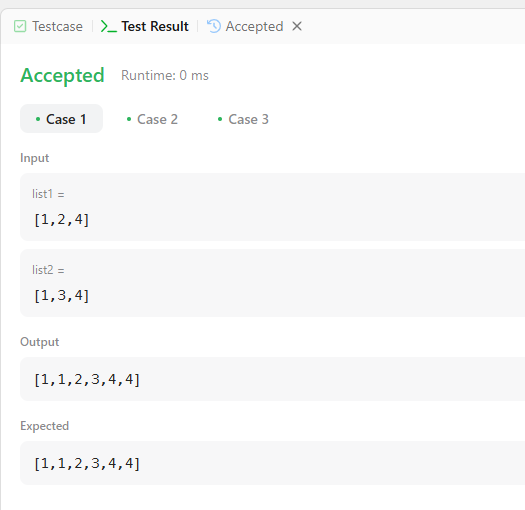 Testcase Test Result Accepted
Accepted Runtime: 0 ms
Case 1 Case 2 Case 3
Input
list1 =
[1,2,4]
list2 =
[1,3,4]
Output
[1,1,2,3,4,4]
Expected
[1,1,2,3,4,4]